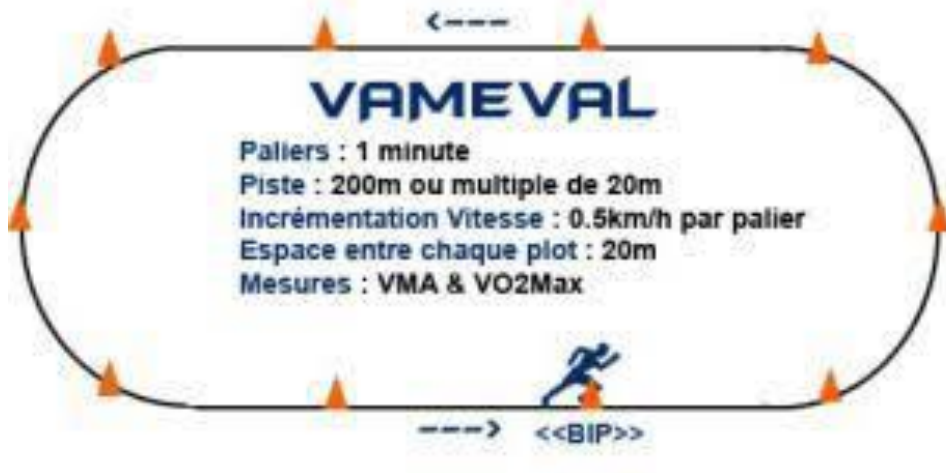 VAMEVAL
Paliers : 1 minute
Piste : 200m ou multiple de 20m
Incrémentation Vitesse : 0.5km/h par palier
Espace entre chaque plot : 20m
Mesures : VMA & VO2Max
<<BIP>>